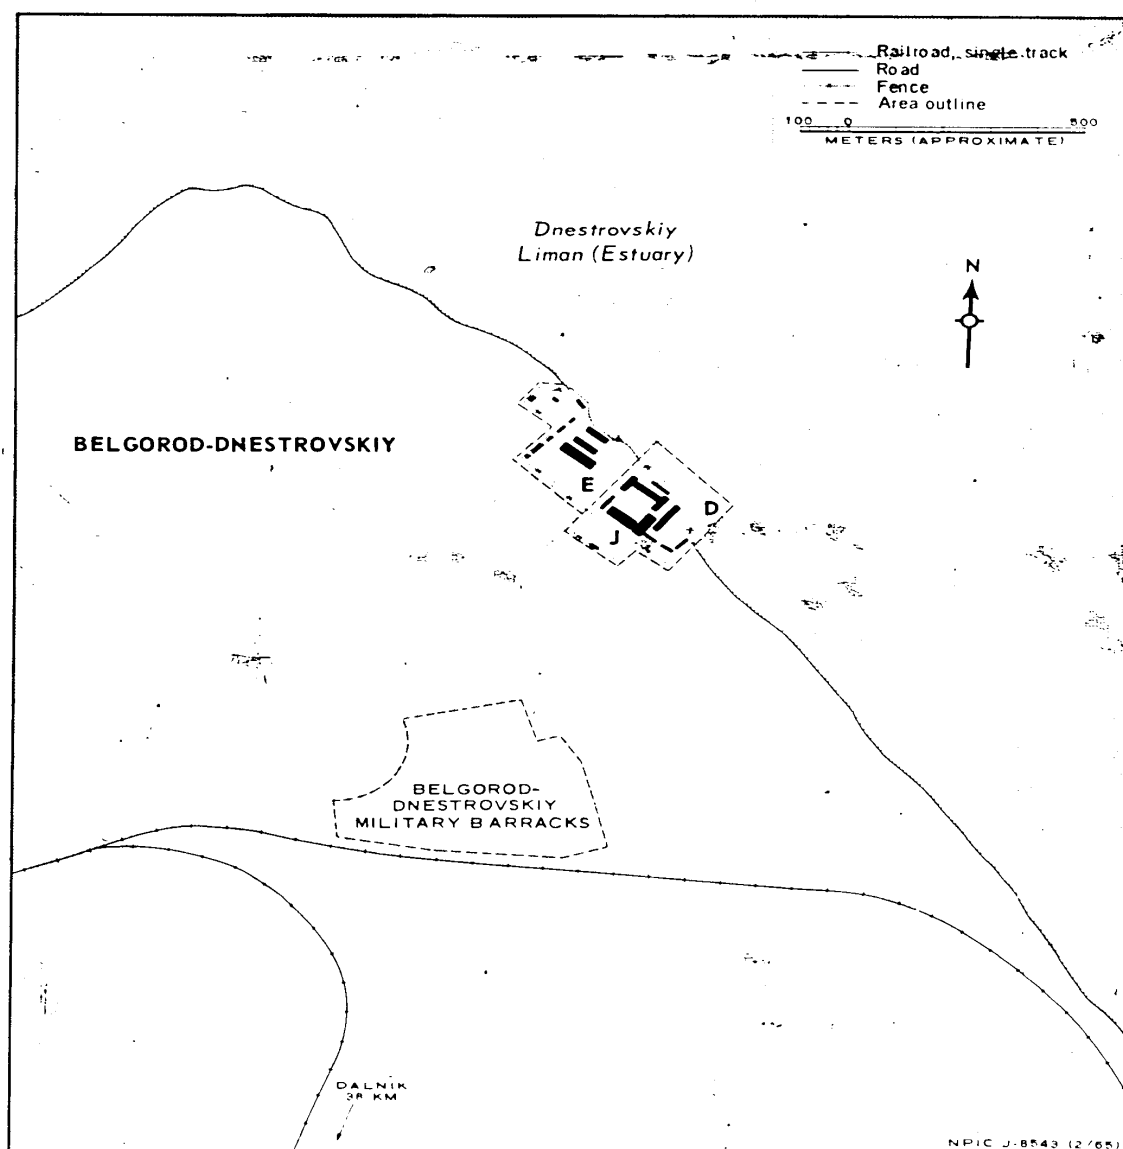 Railroad, single track
Road
Fence
Area outline
100 0 500
METERS (APPROXIMATE)
Dnestrovskiy
Liman (Estuary)
N
BELGOROD-DNESTROVSKIY
E
D
J
BELGOROD-
DNESTROVSKIY
MILITARY BARRACKS
DALNIK
38 KM
NPIC J-8543 (2/65)